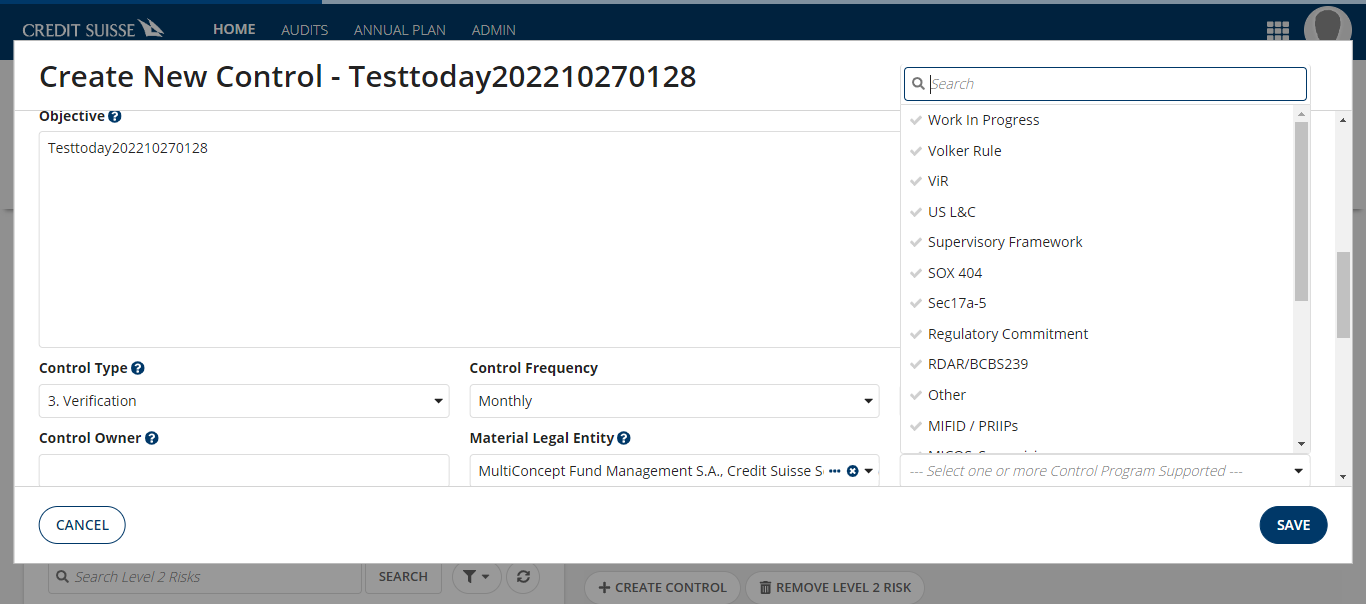 CREDIT SUISSE HOME AUDITS ANNUAL PLAN ADMIN
Create New Control - Testtoday202210270128
Search
Objective
Testtoday202210270128
Work In Progress
Volker Rule
ViR
US L&C
Supervisory Framework
SOX 404
Sec17a-5
Regulatory Commitment
RDAR/BCBS239
Other
MIFID / PRIIPs
Control Type
3. Verification
Control Frequency
Monthly
Control Owner
Material Legal Entity
MultiConcept Fund Management S.A., Credit Suisse
--- Select one or more Control Program Supported ---
CANCEL
SAVE
Search Level 2 Risks
SEARCH
CREATE CONTROL
REMOVE LEVEL 2 RISK